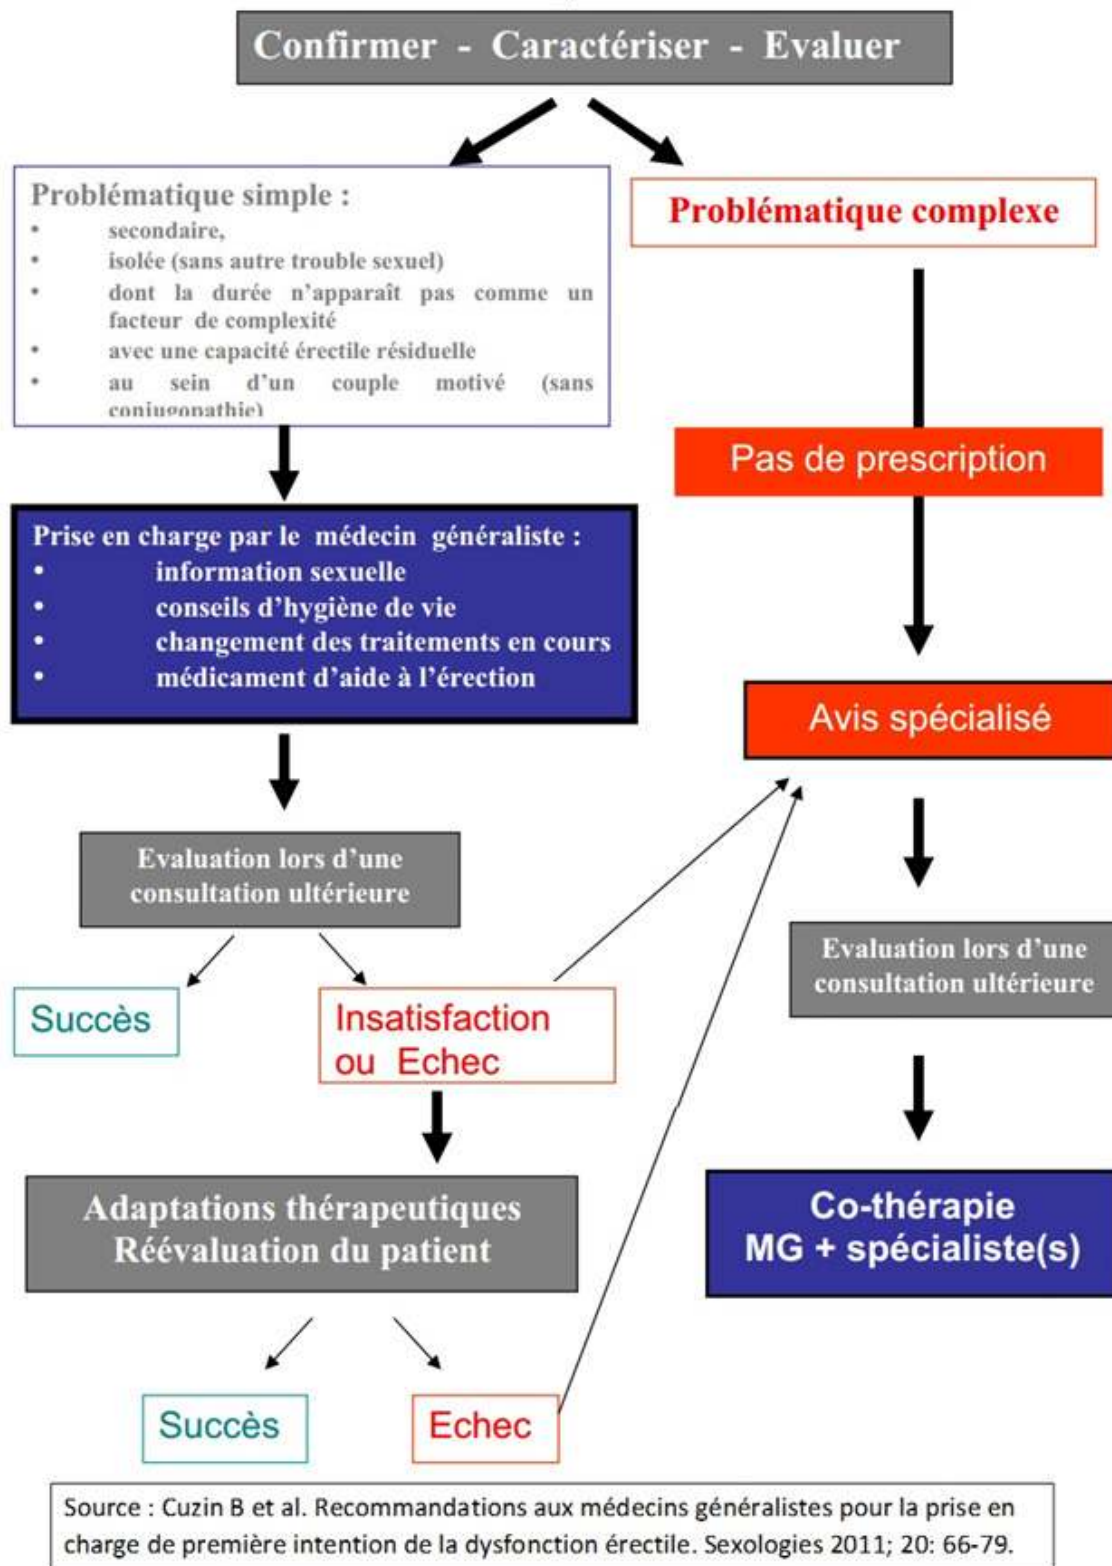 Confirmer - Caractériser - Evaluer
Problématique simple :
• secondaire,
• isolée (sans autre trouble sexuel)
• dont la durée n’apparaît pas comme un
facteur de complexité
• avec une capacité érectile résiduelle
• au sein d’un couple motivé (sans
conjugopathie)
Problématique complexe
Pas de prescription
Prise en charge par le médecin généraliste :
• information sexuelle
• conseils d’hygiène de vie
• changement des traitements en cours
• médicament d’aide à l’érection
Avis spécialisé
Evaluation lors d’une
consultation ultérieure
Evaluation lors d’une
consultation ultérieure
Succès
Insatisfaction
ou Echec
Adaptations thérapeutiques
Réévaluation du patient
Co-thérapie
MG + spécialiste(s)
Succès
Echec
Source : Cuzin B et al. Recommandations aux médecins généralistes pour la prise en
charge de première intention de la dysfonction érectile. Sexologies 2011; 20: 66-79.